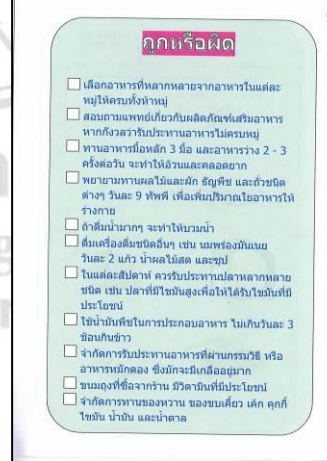 ถูกหรือผิด
เลือกอาหารที่หลากหลายจากอาหารในแต่ละ
หมู่ให้ครบทั้งห้าหมู่
สอบถามแพทย์เกี่ยวกับผลิตภัณฑ์เสริมอาหาร
หากกังวลว่ารับประทานอาหารไม่ครบหมู่
ทานอาหารมื้อหลัก 3 มื้อ และอาหารว่าง 2 - 3
ครั้งต่อวัน จะทำให้อ้วนและคลอดยาก
พยายามทานผลไม้และผัก ธัญพืช และถั่วชนิด
ต่างๆ วันละ 9 ทัพพี เพื่อเพิ่มปริมาณใยอาหารให้
ร่างกาย
ถ้าดื่มน้ำมากๆ จะทำให้บวมน้ำ
ดื่มเครื่องดื่มชนิดอื่นๆ เช่น นมพร่องมันเนย
วันละ 2 แก้ว น้ำผลไม้สด และซุป
ในแต่ละสัปดาห์ ควรรับประทานปลาหลากหลาย
ชนิด เช่น ปลาที่มีไขมันสูงเพื่อให้ได้รับไขมันที่มี
ประโยชน์
ใช้น้ำมันพืชในการประกอบอาหาร ไม่เกินวันละ 3
ช้อนกินข้าว
จำกัดการรับประทานอาหารที่ผ่านกรรมวิธี หรือ
อาหารหมักดอง ซึ่งมักจะมีเกลืออยู่มาก
ขนมถุงที่ซื้อจากร้าน มีวิตามินที่มีประโยชน์
จำกัดการทานของหวาน ของขบเคี้ยว เค้ก คุกกี้
ไขมัน น้ำมัน และน้ำตาล